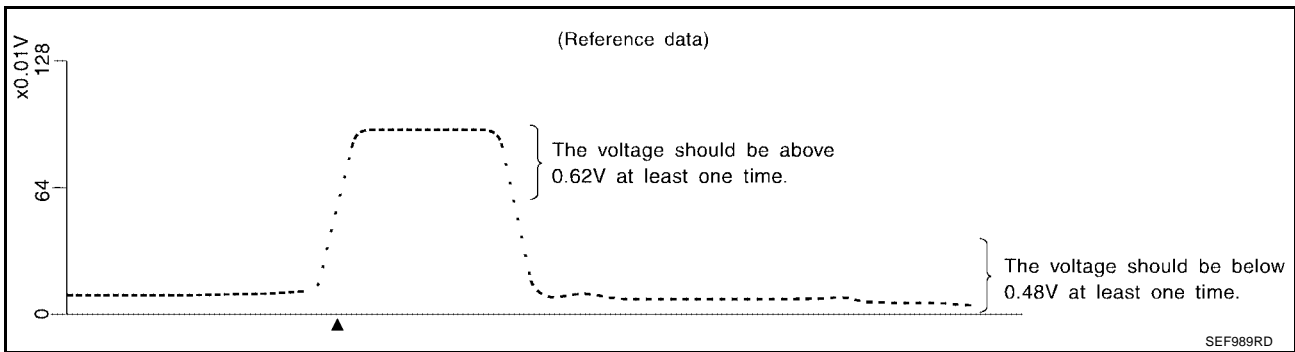 (Reference data)
x0.01V
128
64
0
The voltage should be above
0.62V at least one time.
The voltage should be below
0.48V at least one time.
SEF989RD